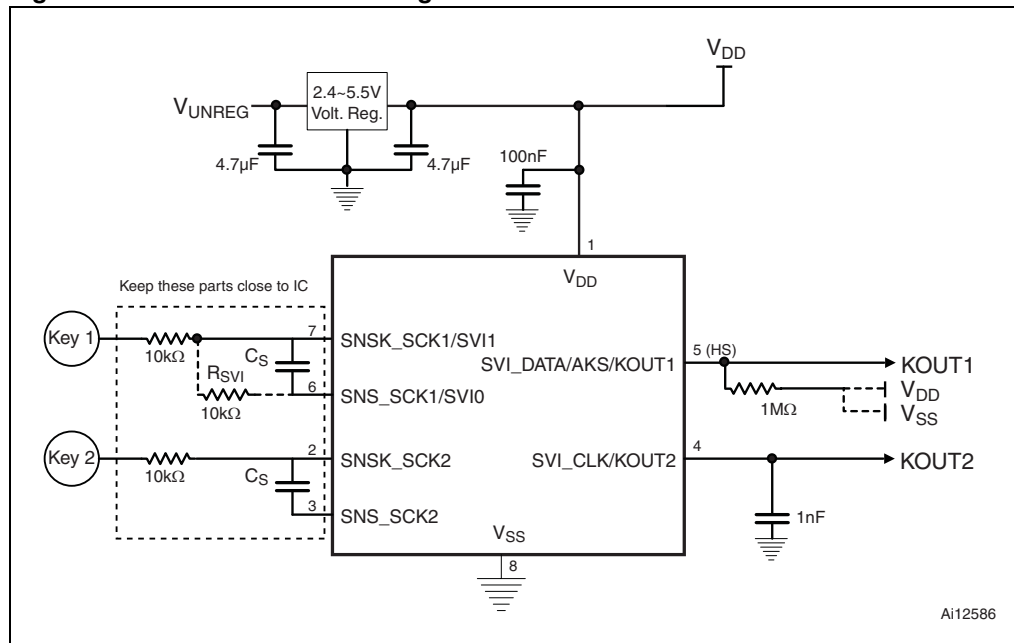 V_DD
2.4~5.5V
Volt. Reg.
V_UNREG
4.7µF
4.7µF
100nF
1
V_DD
Keep these parts close to IC
Key 1
10kΩ
7
SNSK_SCK1/SVI1
C_S
R_SVI
10kΩ
6
SNS_SCK1/SVI0
SVI_DATA/AKS/KOUT1
5 (HS)
KOUT1
1MΩ
V_DD
V_SS
Key 2
10kΩ
2
SNSK_SCK2
C_S
3
SNS_SCK2
SVI_CLK/KOUT2
4
KOUT2
1nF
V_SS
8
Ai12586